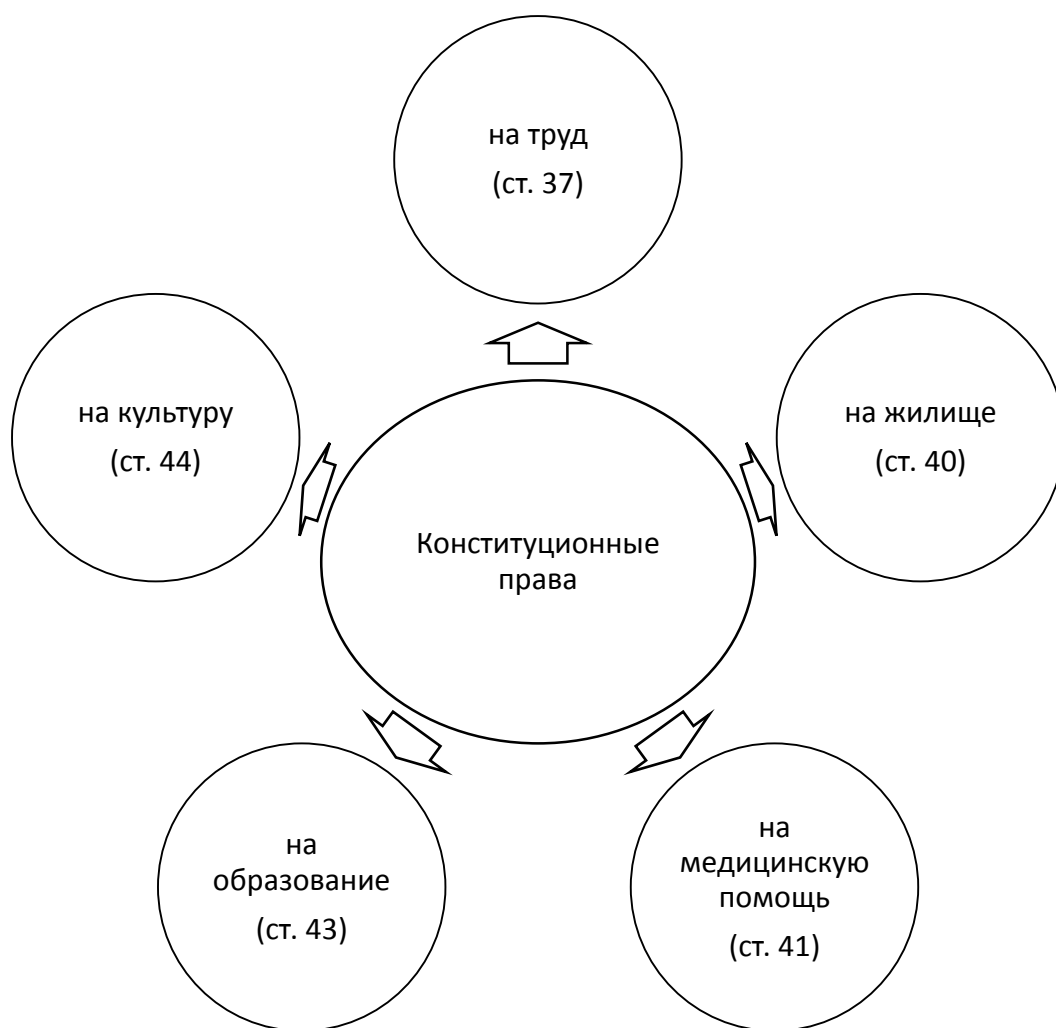 на труд
(ст. 37)
на культуру
(ст. 44)
на жилище
(ст. 40)
Конституционные
права
на
образование
(ст. 43)
на
медицинскую
помощь
(ст. 41)